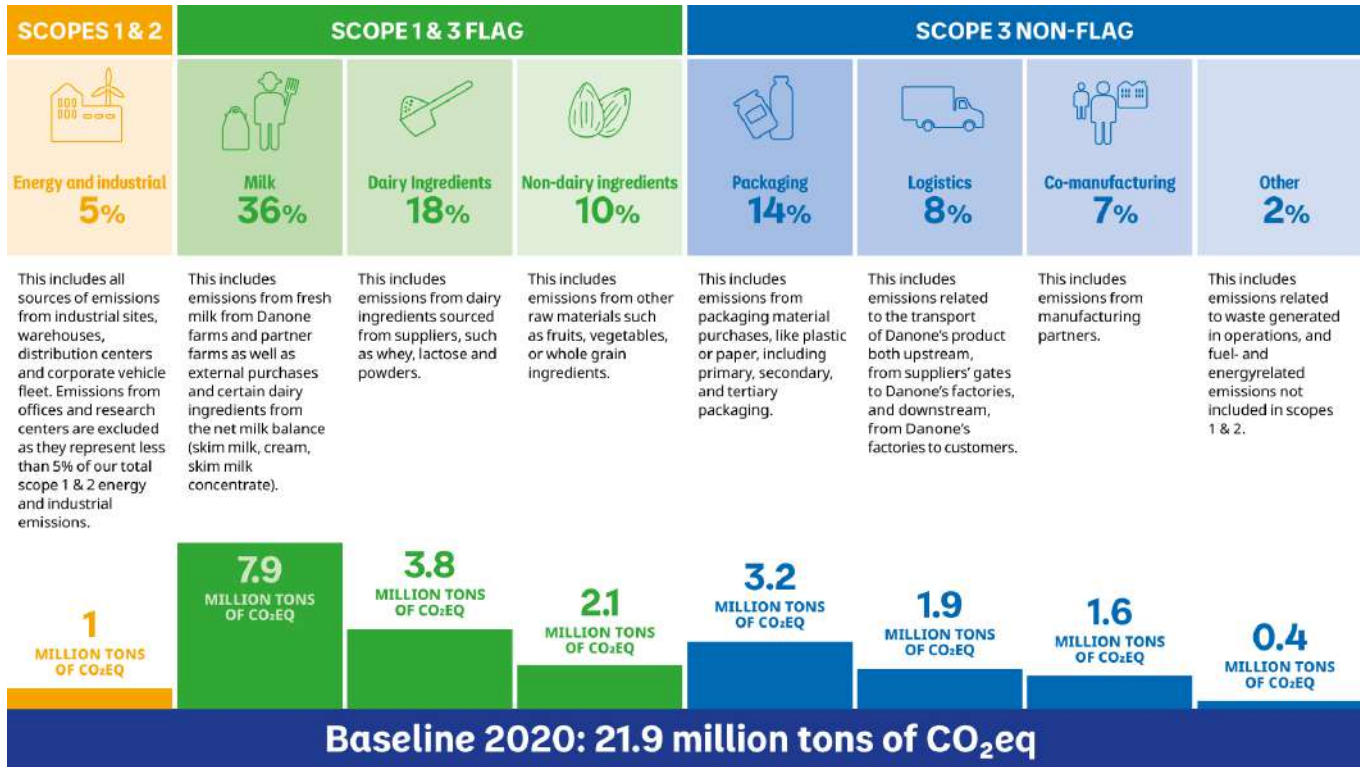 SCOPES 1 & 2
SCOPE 1 & 3 FLAG
SCOPE 3 NON-FLAG
Energy and industrial
5%
Milk
36%
Dairy Ingredients
18%
Non-dairy ingredients
10%
Packaging
14%
Logistics
8%
Co-manufacturing
7%
Other
2%
This includes all
sources of emissions
from industrial sites,
warehouses,
distribution centers
and corporate vehicle
fleet. Emissions from
offices and research
centers are excluded
as they represent less
than 5% of our total
scope 1 & 2 energy
and industrial
emissions.
This includes
emissions from fresh
milk from Danone
farms and partner
farms as well as
external purchases
and certain dairy
ingredients from
the net milk balance
(skim milk, cream,
skim milk
concentrate).
This includes
emissions from dairy
ingredients sourced
from suppliers, such
as whey, lactose and
powders.
This includes
emissions from other
raw materials such
as fruits, vegetables,
or whole grain
ingredients.
This includes
emissions from
packaging material
purchases, like plastic
or paper, including
primary, secondary,
and tertiary
packaging.
This includes
emissions related
to the transport
of Danone's product
both upstream,
from suppliers' gates
to Danone's factories,
and downstream,
from Danone's
factories to customers.
This includes
emissions from
manufacturing
partners.
This includes
emissions related
to waste generated
in operations, and
fuel- and
energyrelated
emissions not
included in scopes
1 & 2.
1
MILLION TONS
OF CO₂EQ
7.9
MILLION TONS
OF CO₂EQ
3.8
MILLION TONS
OF CO₂EQ
2.1
MILLION TONS
OF CO₂EQ
3.2
MILLION TONS
OF CO₂EQ
1.9
MILLION TONS
OF CO₂EQ
1.6
MILLION TONS
OF CO₂EQ
0.4
MILLION TONS
OF CO₂EQ
Baseline 2020: 21.9 million tons of CO₂eq